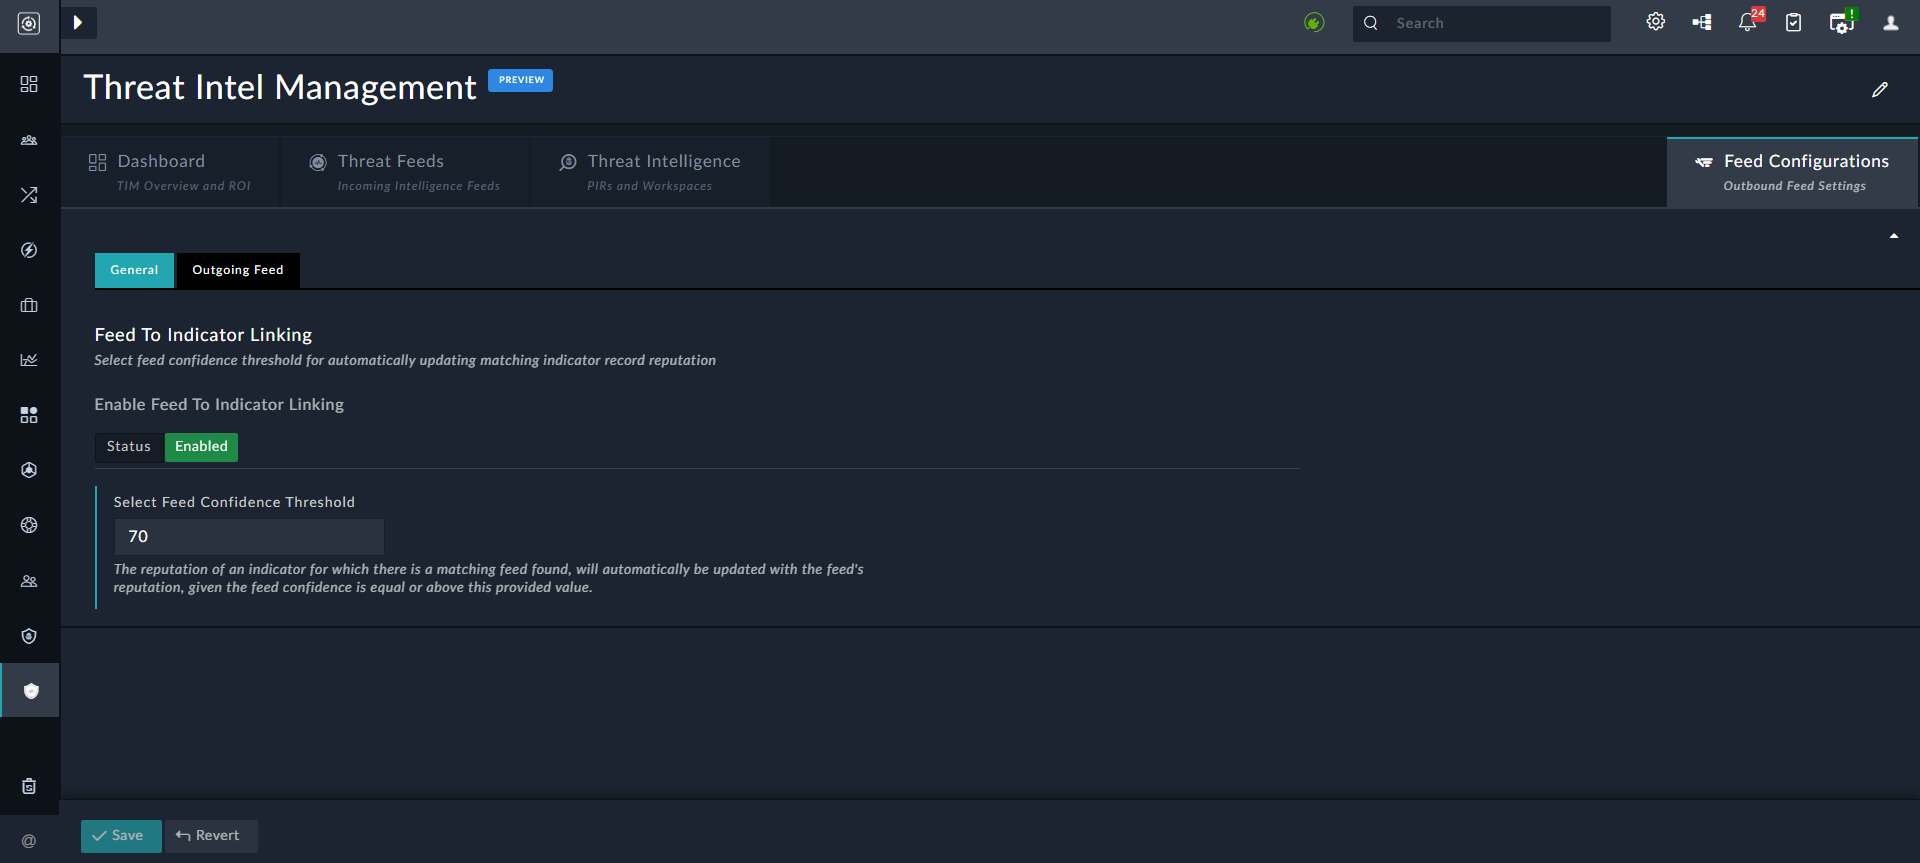 Search
24
!
Threat Intel Management
PREVIEW
Dashboard
TIM Overview and ROI
Threat Feeds
Incoming Intelligence Feeds
Threat Intelligence
PIRs and Workspaces
Feed Configurations
Outbound Feed Settings
General
Outgoing Feed
Feed To Indicator Linking
Select feed confidence threshold for automatically updating matching indicator record reputation
Enable Feed To Indicator Linking
Status
Enabled
Select Feed Confidence Threshold
70
The reputation of an indicator for which there is a matching feed found, will automatically be updated with the feed's
reputation, given the feed confidence is equal or above this provided value.
@
Save
Revert